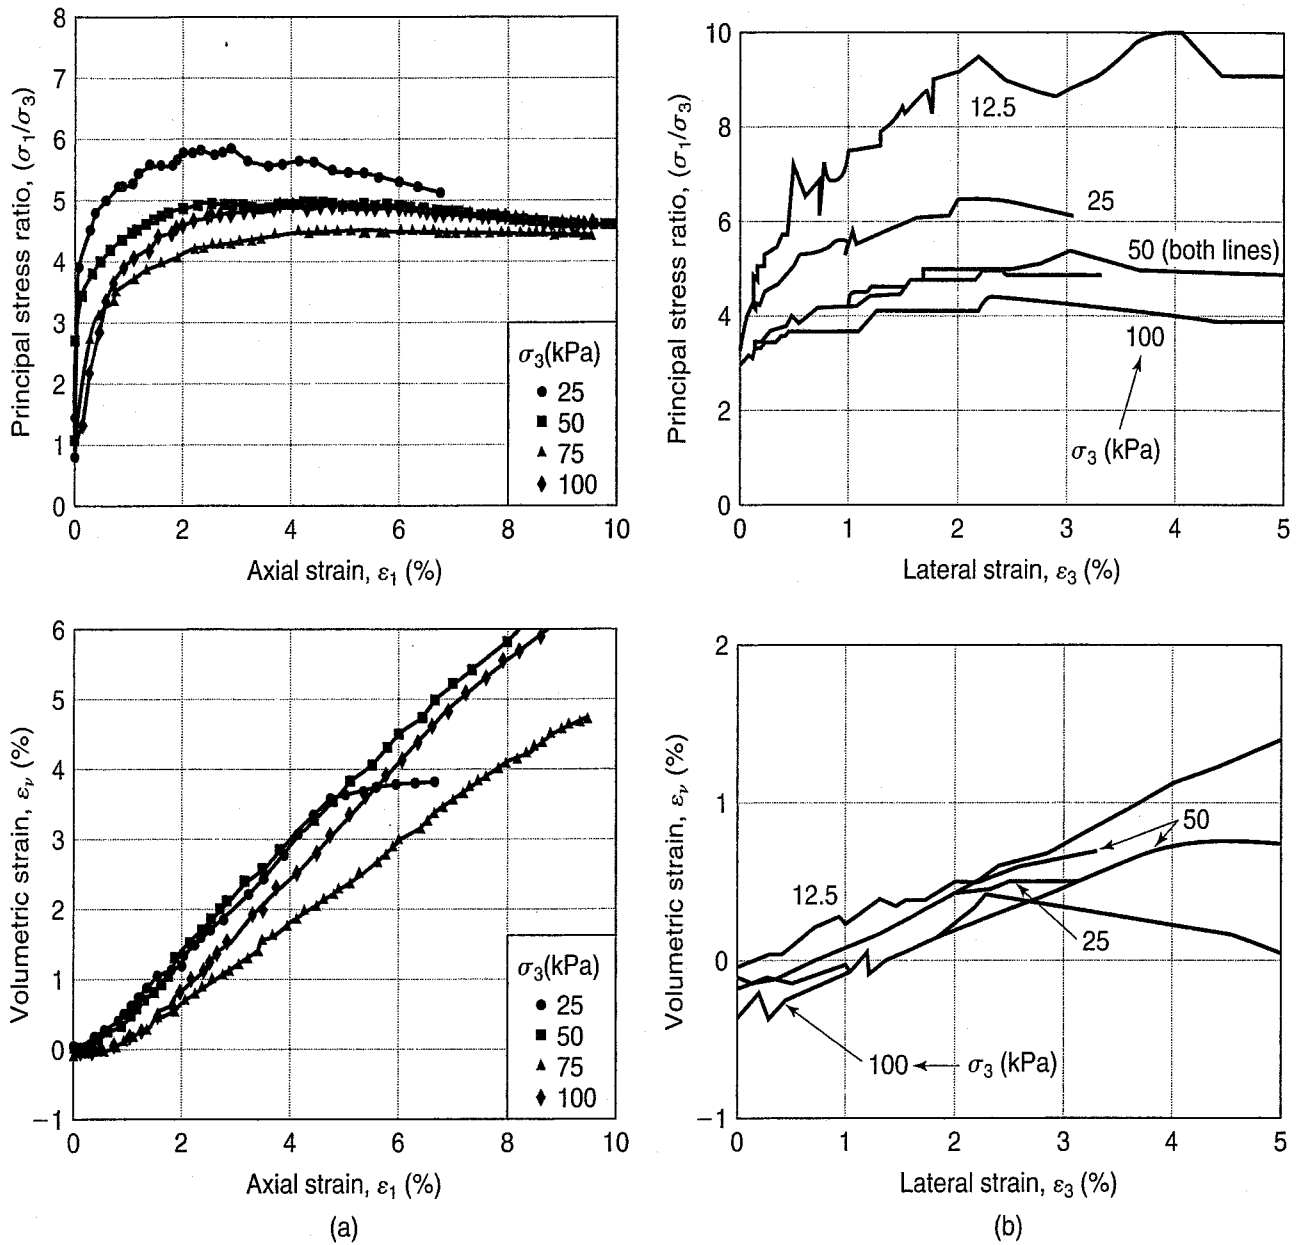 8
7
6
5
4
3
2
1
0
0 2 4 6 8 10
Principal stress ratio, (σ1/σ3)
Axial strain, ε1 (%)
σ3(kPa)
25
50
75
100
10
8
6
4
2
0
0 1 2 3 4 5
Principal stress ratio, (σ1/σ3)
Lateral strain, ε3 (%)
12.5
25
50 (both lines)
100
σ3 (kPa)
6
5
4
3
2
1
0
−1
0 2 4 6 8 10
Volumetric strain, εν (%)
Axial strain, ε1 (%)
σ3(kPa)
25
50
75
100
(a)
2
1
0
−1
0 1 2 3 4 5
Volumetric strain, εν (%)
Lateral strain, ε3 (%)
12.5
50
25
100
σ3 (kPa)
(b)